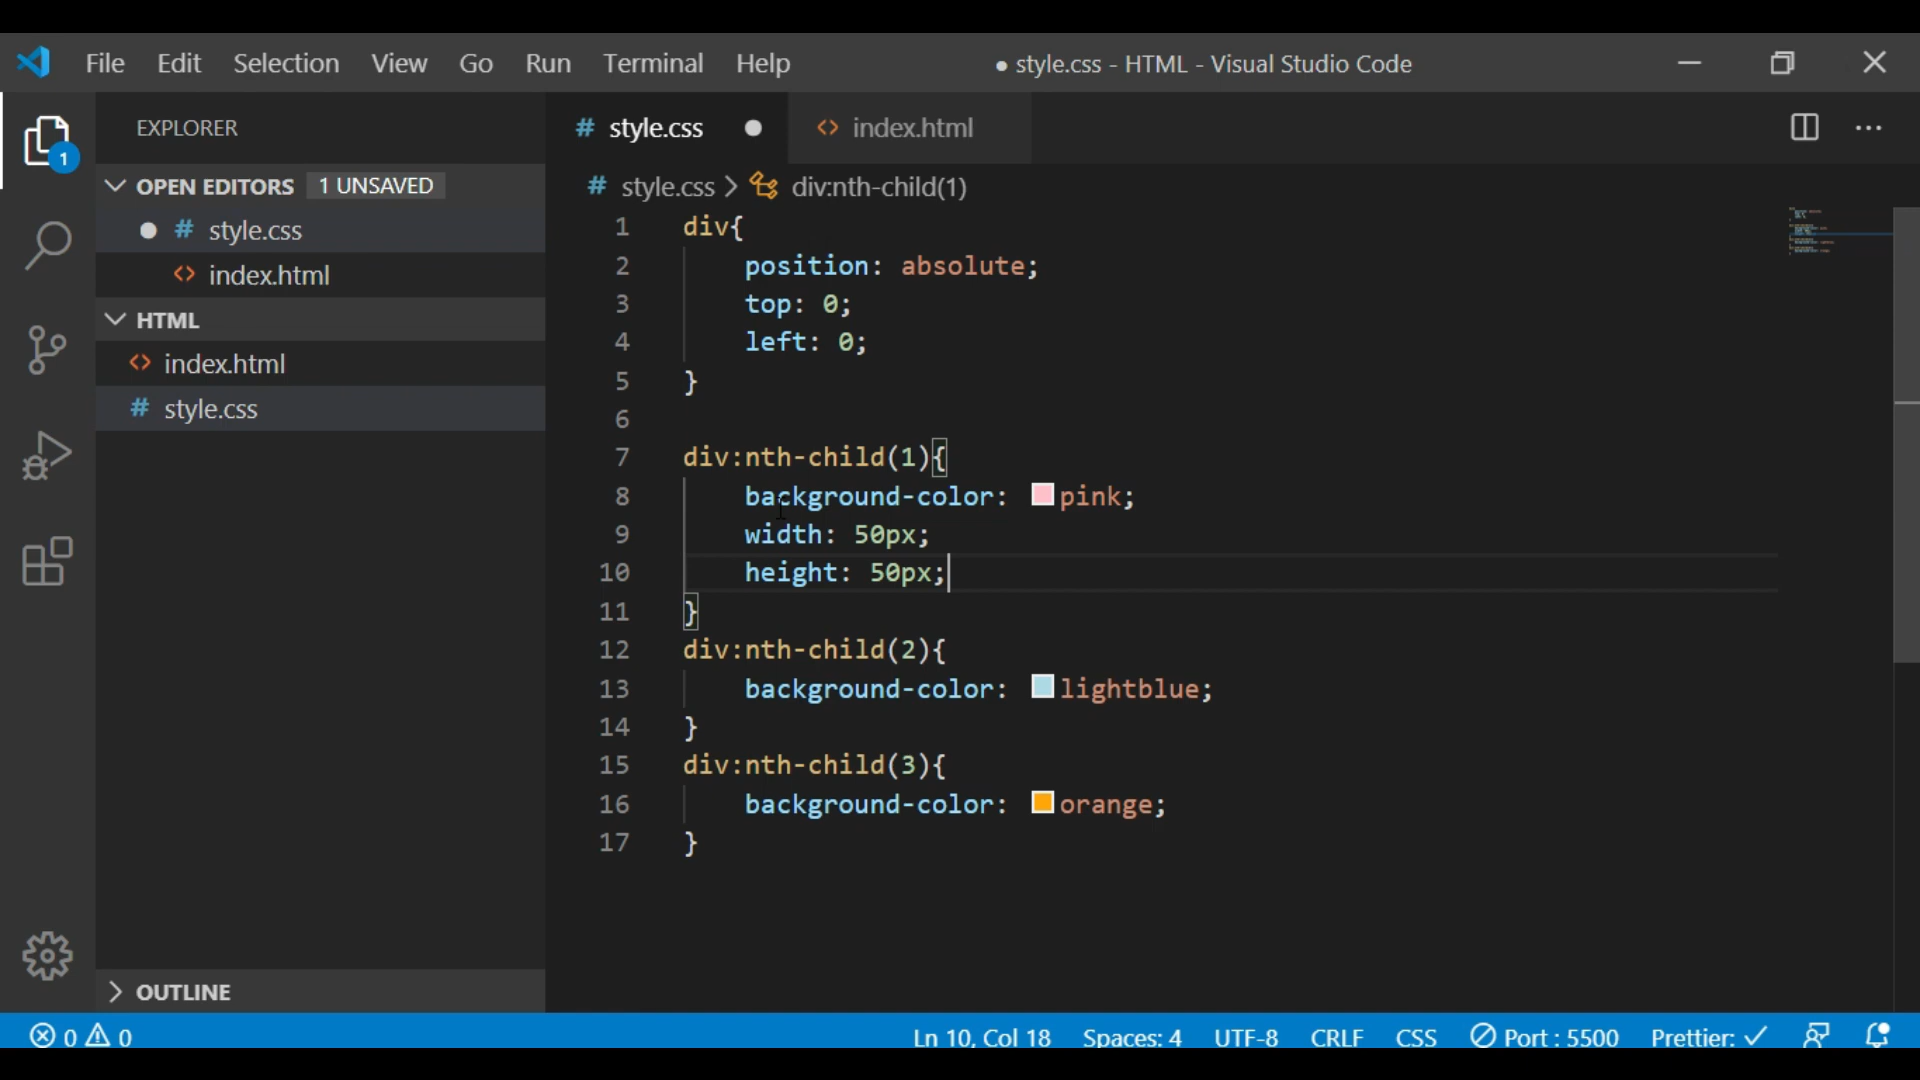 File Edit Selection View Go Run Terminal Help ● style.css - HTML - Visual Studio Code
EXPLORER
1
OPEN EDITORS 1 UNSAVED
● # style.css
<> index.html
HTML
<> index.html
# style.css
OUTLINE
# style.css ● <> index.html ...
# style.css > div:nth-child(1)
1 div{
2 position: absolute;
3 top: 0;
4 left: 0;
5 }
6
7 div:nth-child(1){
8 background-color: pink;
9 width: 50px;
10 height: 50px;
11 }
12 div:nth-child(2){
13 background-color: lightblue;
14 }
15 div:nth-child(3){
16 background-color: orange;
17 }
0 0 Ln 10, Col 18 Spaces: 4 UTF-8 CRLF CSS Port : 5500 Prettier: ✓